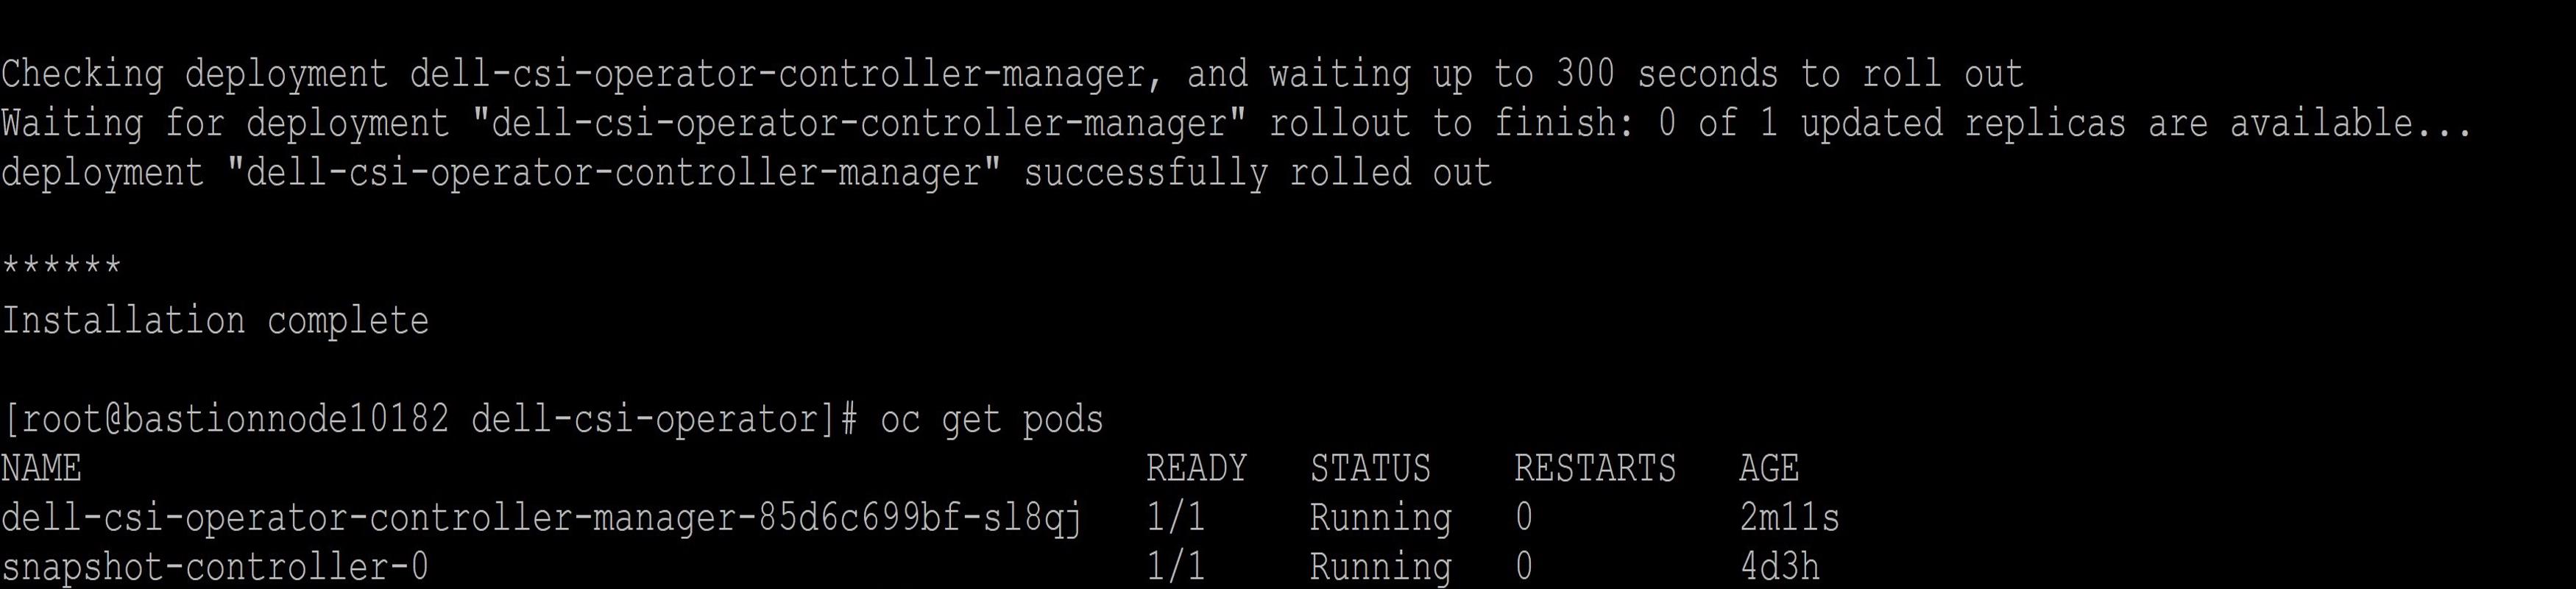 Checking deployment dell-csi-operator-controller-manager, and waiting up to 300 seconds to roll out
Waiting for deployment "dell-csi-operator-controller-manager" rollout to finish: 0 of 1 updated replicas are available...
deployment "dell-csi-operator-controller-manager" successfully rolled out
******
Installation complete
[root@bastionnode10182 dell-csi-operator]# oc get pods
NAME READY STATUS RESTARTS AGE
dell-csi-operator-controller-manager-85d6c699bf-sl8qj 1/1 Running 0 2m11s
snapshot-controller-0 1/1 Running 0 4d3h